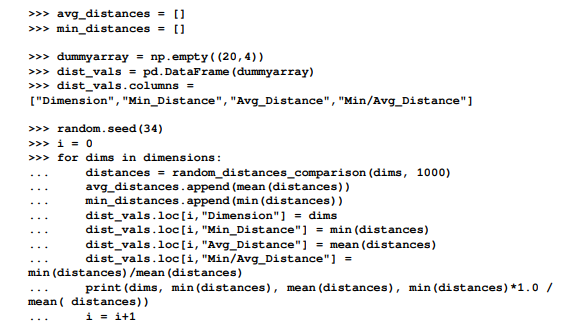 >>> avg_distances = []
>>> min_distances = []
>>> dummyarray = np.empty((20,4))
>>> dist_vals = pd.DataFrame(dummyarray)
>>> dist_vals.columns =
["Dimension","Min_Distance","Avg_Distance","Min/Avg_Distance"]
>>> random.seed(34)
>>> i = 0
>>> for dims in dimensions:
...     distances = random_distances_comparison(dims, 1000)
...     avg_distances.append(mean(distances))
...     min_distances.append(min(distances))
...     dist_vals.loc[i,"Dimension"] = dims
...     dist_vals.loc[i,"Min_Distance"] = min(distances)
...     dist_vals.loc[i,"Avg_Distance"] = mean(distances)
...     dist_vals.loc[i,"Min/Avg_Distance"] =
min(distances)/mean(distances)
...     print(dims, min(distances), mean(distances), min(distances)*1.0 /
mean( distances))
...     i = i+1